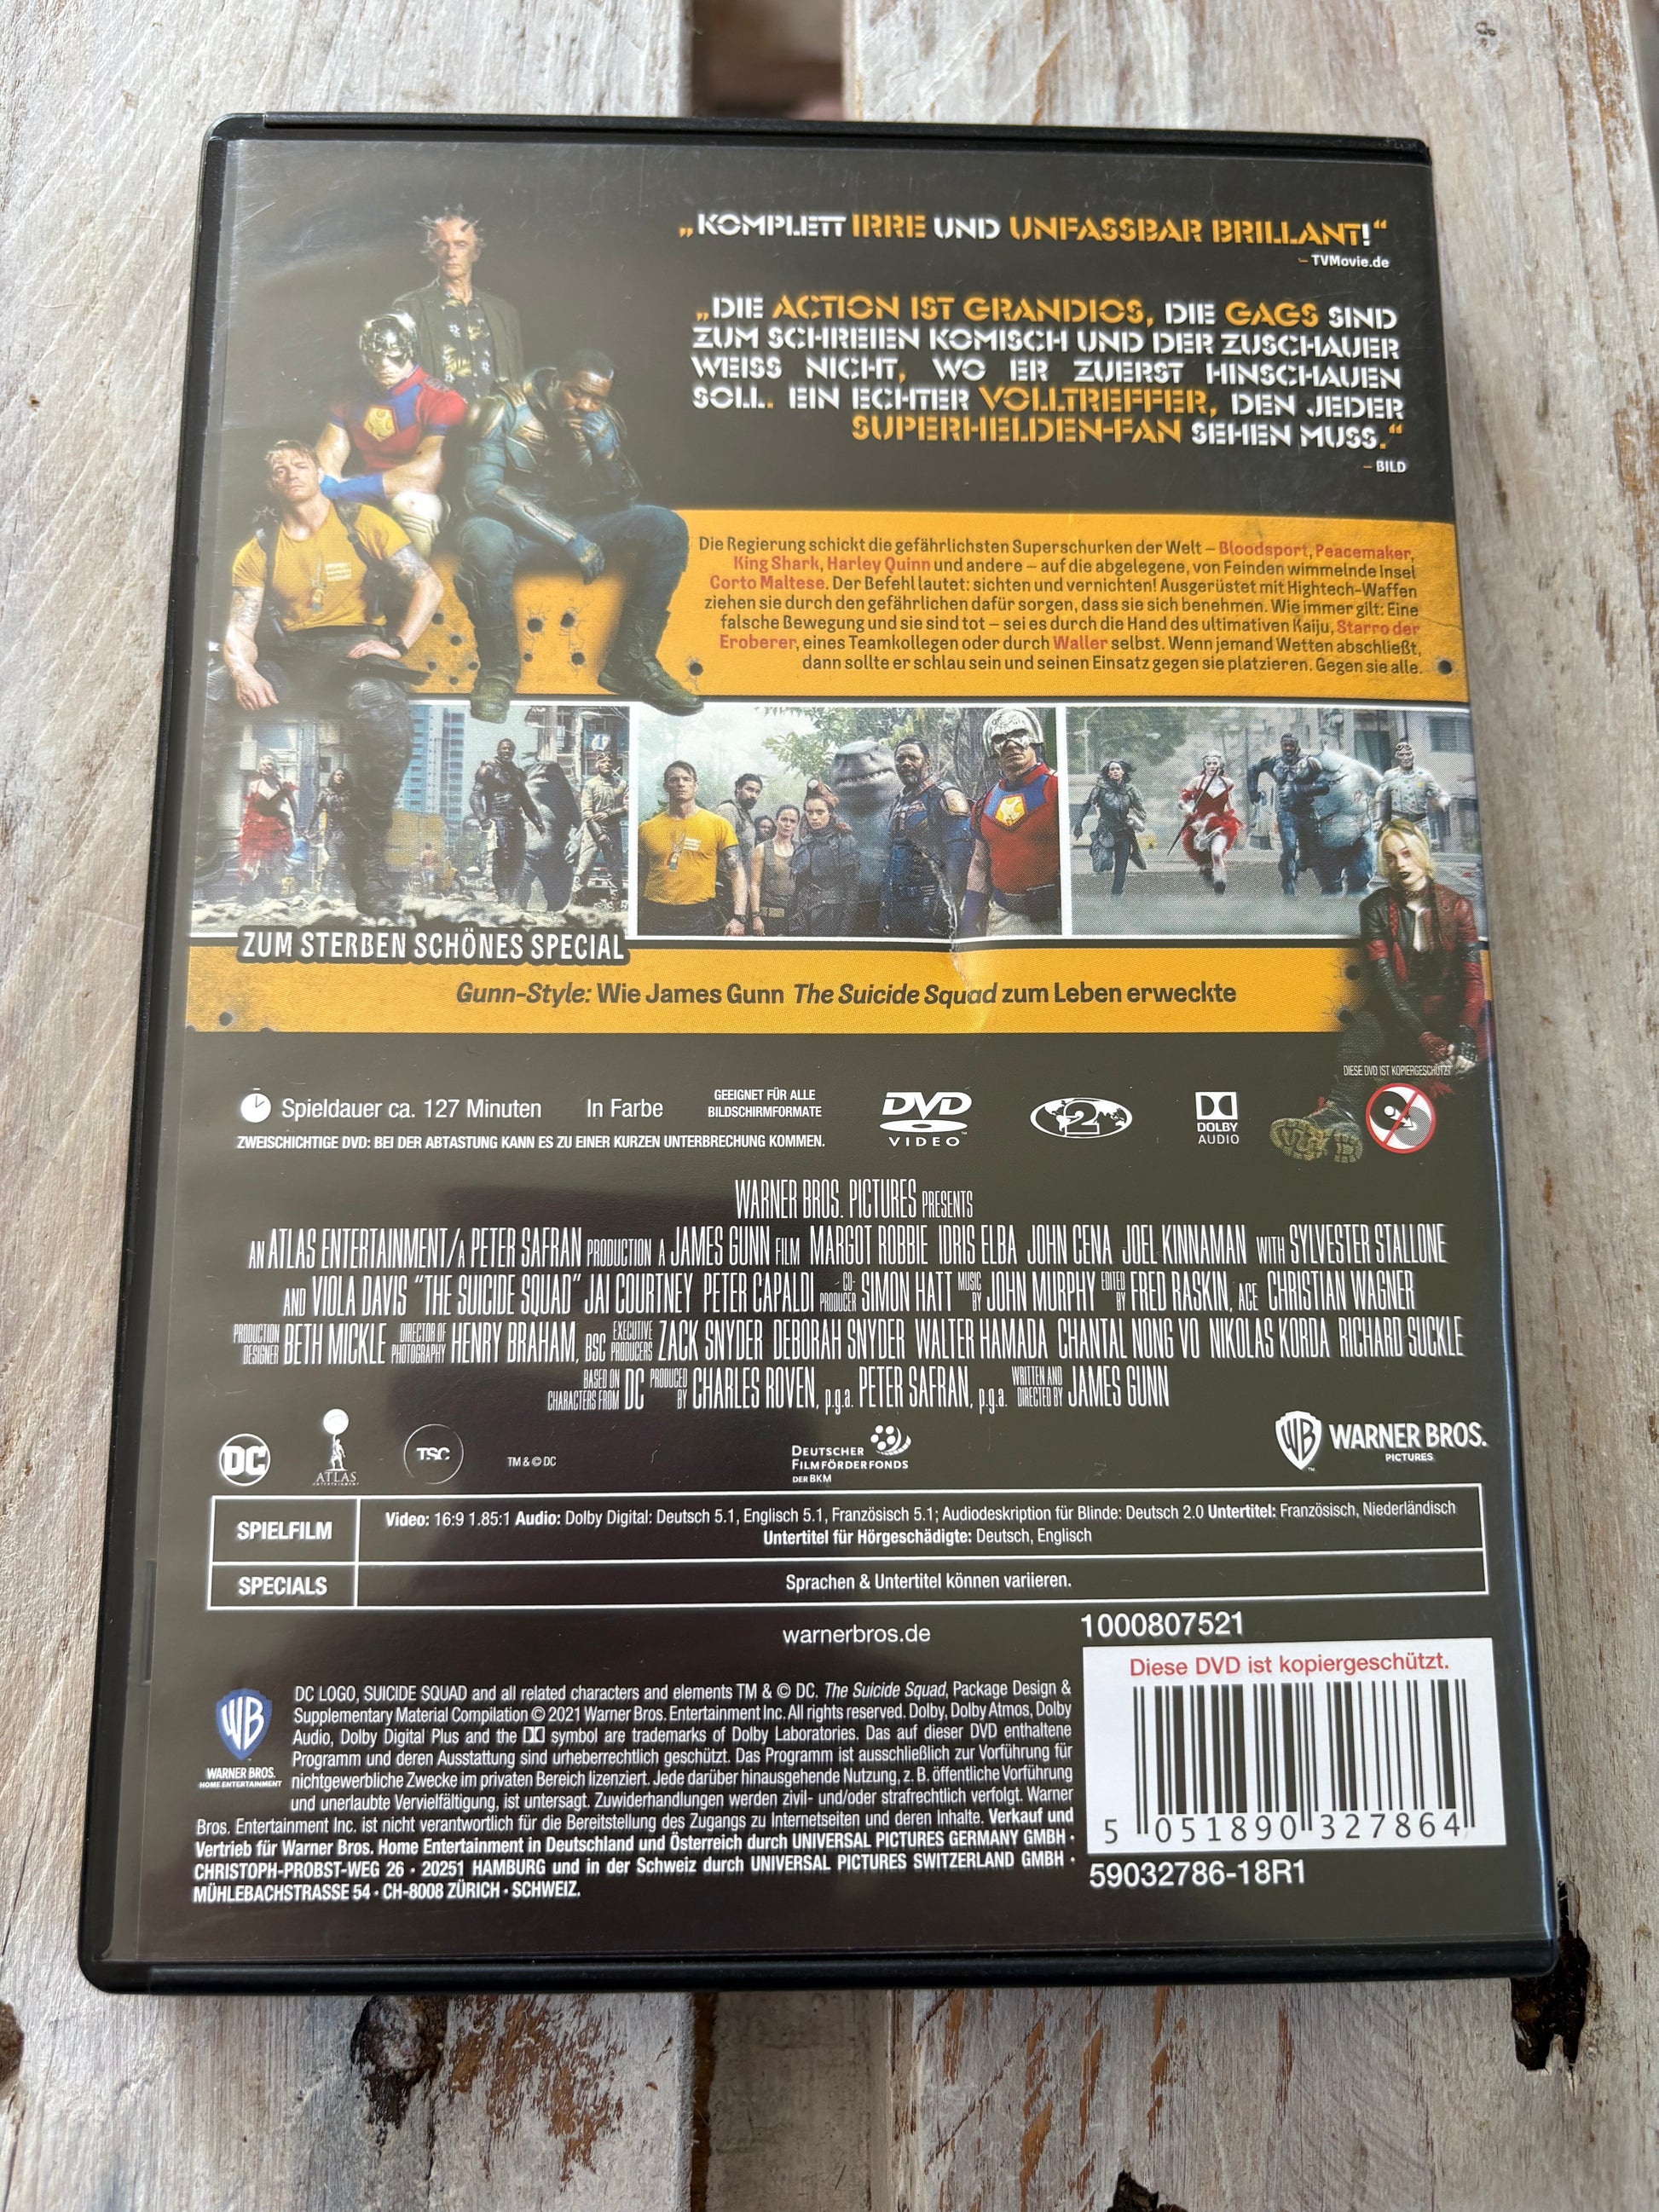 „KOMPLETT IRRE UND UNFASSBAR BRILLANT!“
– TVMovie.de
„DIE ACTION IST GRANDIOS, DIE GAGS SIND
ZUM SCHREIEN KOMISCH UND DER ZUSCHAUER
WEISS NICHT, WO ER ZUERST HINSCHAUEN
SOLL. EIN ECHTER VOLLTREFFER, DEN JEDER
SUPERHELDEN-FAN SEHEN MUSS.“
– BILD
Die Regierung schickt die gefährlichsten Superschurken der Welt – Bloodsport, Peacemaker,
King Shark, Harley Quinn und andere – auf die abgelegene, von Feinden wimmelnde Insel
Corto Maltese. Der Befehl lautet: sichten und vernichten! Ausgerüstet mit Hightech-Waffen
ziehen sie durch den gefährlichen dafür sorgen, dass sie sich benehmen. Wie immer gilt: Eine
falsche Bewegung und sie sind tot – sei es durch die Hand des ultimativen Kaiju, Starro der
Eroberer, eines Teamkollegen oder durch Waller selbst. Wenn jemand Wetten abschließt,
dann sollte er schlau sein und seinen Einsatz gegen sie platzieren. Gegen sie alle.
ZUM STERBEN SCHÖNES SPECIAL
Gunn-Style: Wie James Gunn The Suicide Squad zum Leben erweckte
DIESE DVD IST KOPIERGESCHÜTZT
Spieldauer ca. 127 Minuten In Farbe GEEIGNET FÜR ALLE BILDSCHIRMFORMATE DVD VIDEO 2 DOLBY AUDIO
ZWEISCHICHTIGE DVD: BEI DER ABTASTUNG KANN ES ZU EINER KURZEN UNTERBRECHUNG KOMMEN.
WARNER BROS. PICTURES PRESENTS
AN ATLAS ENTERTAINMENT/A PETER SAFRAN PRODUCTION A JAMES GUNN FILM MARGOT ROBBIE IDRIS ELBA JOHN CENA JOEL KINNAMAN WITH SYLVESTER STALLONE
AND VIOLA DAVIS “THE SUICIDE SQUAD” JAI COURTNEY PETER CAPALDI CO-PRODUCER SIMON HATT MUSIC BY JOHN MURPHY EDITED BY FRED RASKIN, ACE CHRISTIAN WAGNER
PRODUCTION DESIGNER BETH MICKLE DIRECTOR OF PHOTOGRAPHY HENRY BRAHAM, BSC EXECUTIVE PRODUCERS ZACK SNYDER DEBORAH SNYDER WALTER HAMADA CHANTAL NONG VO NIKOLAS KORDA RICHARD SUCKLE
BASED ON CHARACTERS FROM DC PRODUCED BY CHARLES ROVEN, p.g.a. PETER SAFRAN, p.g.a. WRITTEN AND DIRECTED BY JAMES GUNN
DC ATLAS ENTERTAINMENT TSC TM & © DC DEUTSCHER FILMFÖRDERFONDS DER BKM WB WARNER BROS. PICTURES
SPIELFILM
Video: 16:9 1.85:1 Audio: Dolby Digital: Deutsch 5.1, Englisch 5.1, Französisch 5.1; Audiodeskription für Blinde: Deutsch 2.0 Untertitel: Französisch, Niederländisch
Untertitel für Hörgeschädigte: Deutsch, Englisch
SPECIALS
Sprachen & Untertitel können variieren.
warnerbros.de
1000807521
Diese DVD ist kopiergeschützt.
5 051890 327864
59032786-18R1
WB
WARNER BROS.
HOME ENTERTAINMENT
DC LOGO, SUICIDE SQUAD and all related characters and elements TM & © DC. The Suicide Squad, Package Design &
Supplementary Material Compilation © 2021 Warner Bros. Entertainment Inc. All rights reserved. Dolby, Dolby Atmos, Dolby
Audio, Dolby Digital Plus and the DD symbol are trademarks of Dolby Laboratories. Das auf dieser DVD enthaltene
Programm und deren Ausstattung sind urheberrechtlich geschützt. Das Programm ist ausschließlich zur Vorführung für
nichtgewerbliche Zwecke im privaten Bereich lizenziert. Jede darüber hinausgehende Nutzung, z. B. öffentliche Vorführung
und unerlaubte Vervielfältigung, ist untersagt. Zuwiderhandlungen werden zivil- und/oder strafrechtlich verfolgt. Warner
Bros. Entertainment Inc. ist nicht verantwortlich für die Bereitstellung des Zugangs zu Internetseiten und deren Inhalte. Verkauf und
Vertrieb für Warner Bros. Home Entertainment in Deutschland und Österreich durch UNIVERSAL PICTURES GERMANY GMBH ·
CHRISTOPH-PROBST-WEG 26 · 20251 HAMBURG und in der Schweiz durch UNIVERSAL PICTURES SWITZERLAND GMBH ·
MÜHLEBACHSTRASSE 54 · CH-8008 ZÜRICH · SCHWEIZ.